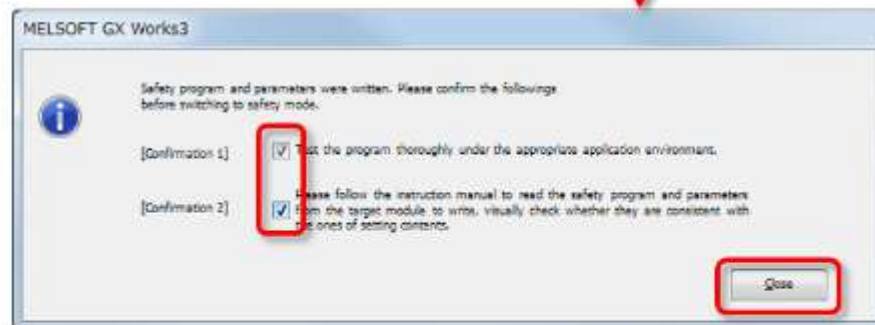 MELSOFT GX Works3
Safety program and parameters were written. Please confirm the followings
before switching to safety mode.
[Confirmation 1] Test the program thoroughly under the appropriate application environment.
[Confirmation 2] Please follow the instruction manual to read the safety program and parameters
from the target module to write, visually check whether they are consistent with
the ones of setting contents.
Close